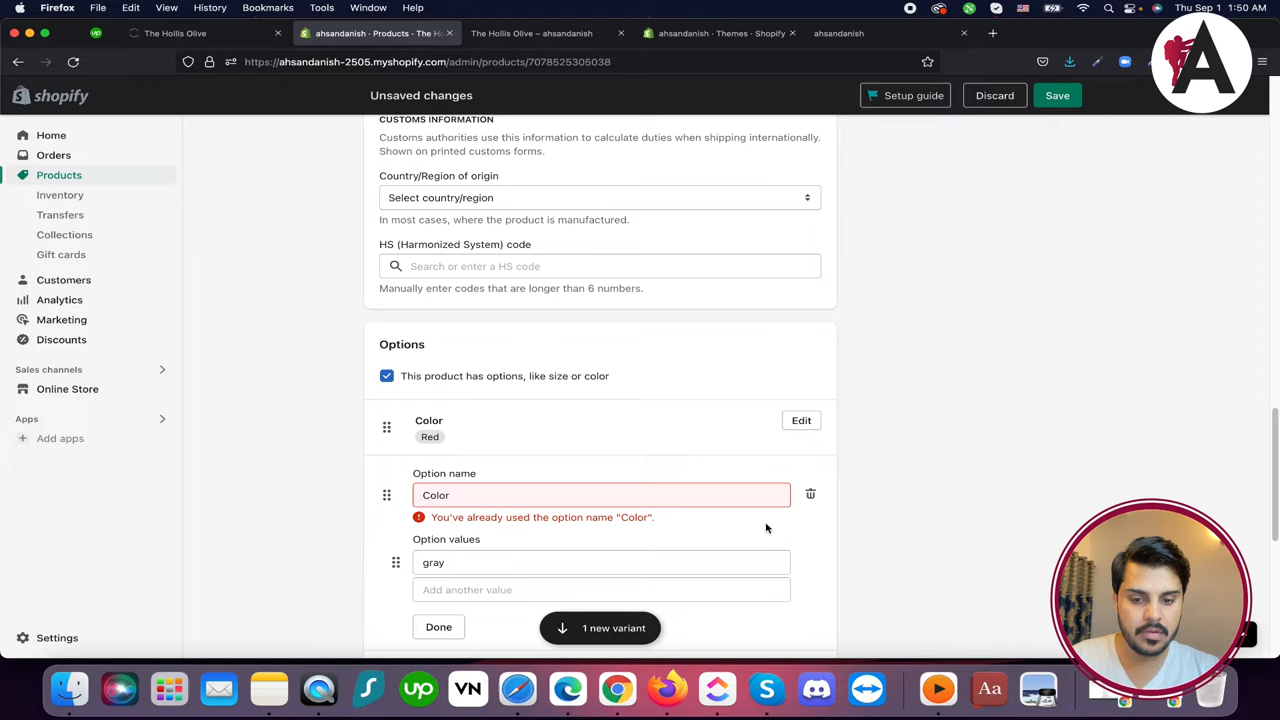 Firefox File Edit View History Bookmarks Tools Window Help
The Hollis Olive
ahsandanish · Products · The Ho
The Hollis Olive – ahsandanish
ahsandanish · Themes · Shopify
ahsandanish
https://ahsandanish-2505.myshopify.com/admin/products/7078525305038
A
shopify
Unsaved changes
Setup guide
Discard
Save
Home
Orders
Products
Inventory
Transfers
Collections
Gift cards
Customers
Analytics
Marketing
Discounts
Sales channels
Online Store
Apps
Add apps
Settings
CUSTOMS INFORMATION
Customs authorities use this information to calculate duties when shipping internationally.
Shown on printed customs forms.
Country/Region of origin
Select country/region
In most cases, where the product is manufactured.
HS (Harmonized System) code
Search or enter a HS code
Manually enter codes that are longer than 6 numbers.
Options
This product has options, like size or color
Color
Edit
Red
Option name
Color
You've already used the option name "Color".
Option values
gray
Add another value
Done
1 new variant
up
VN
Aa